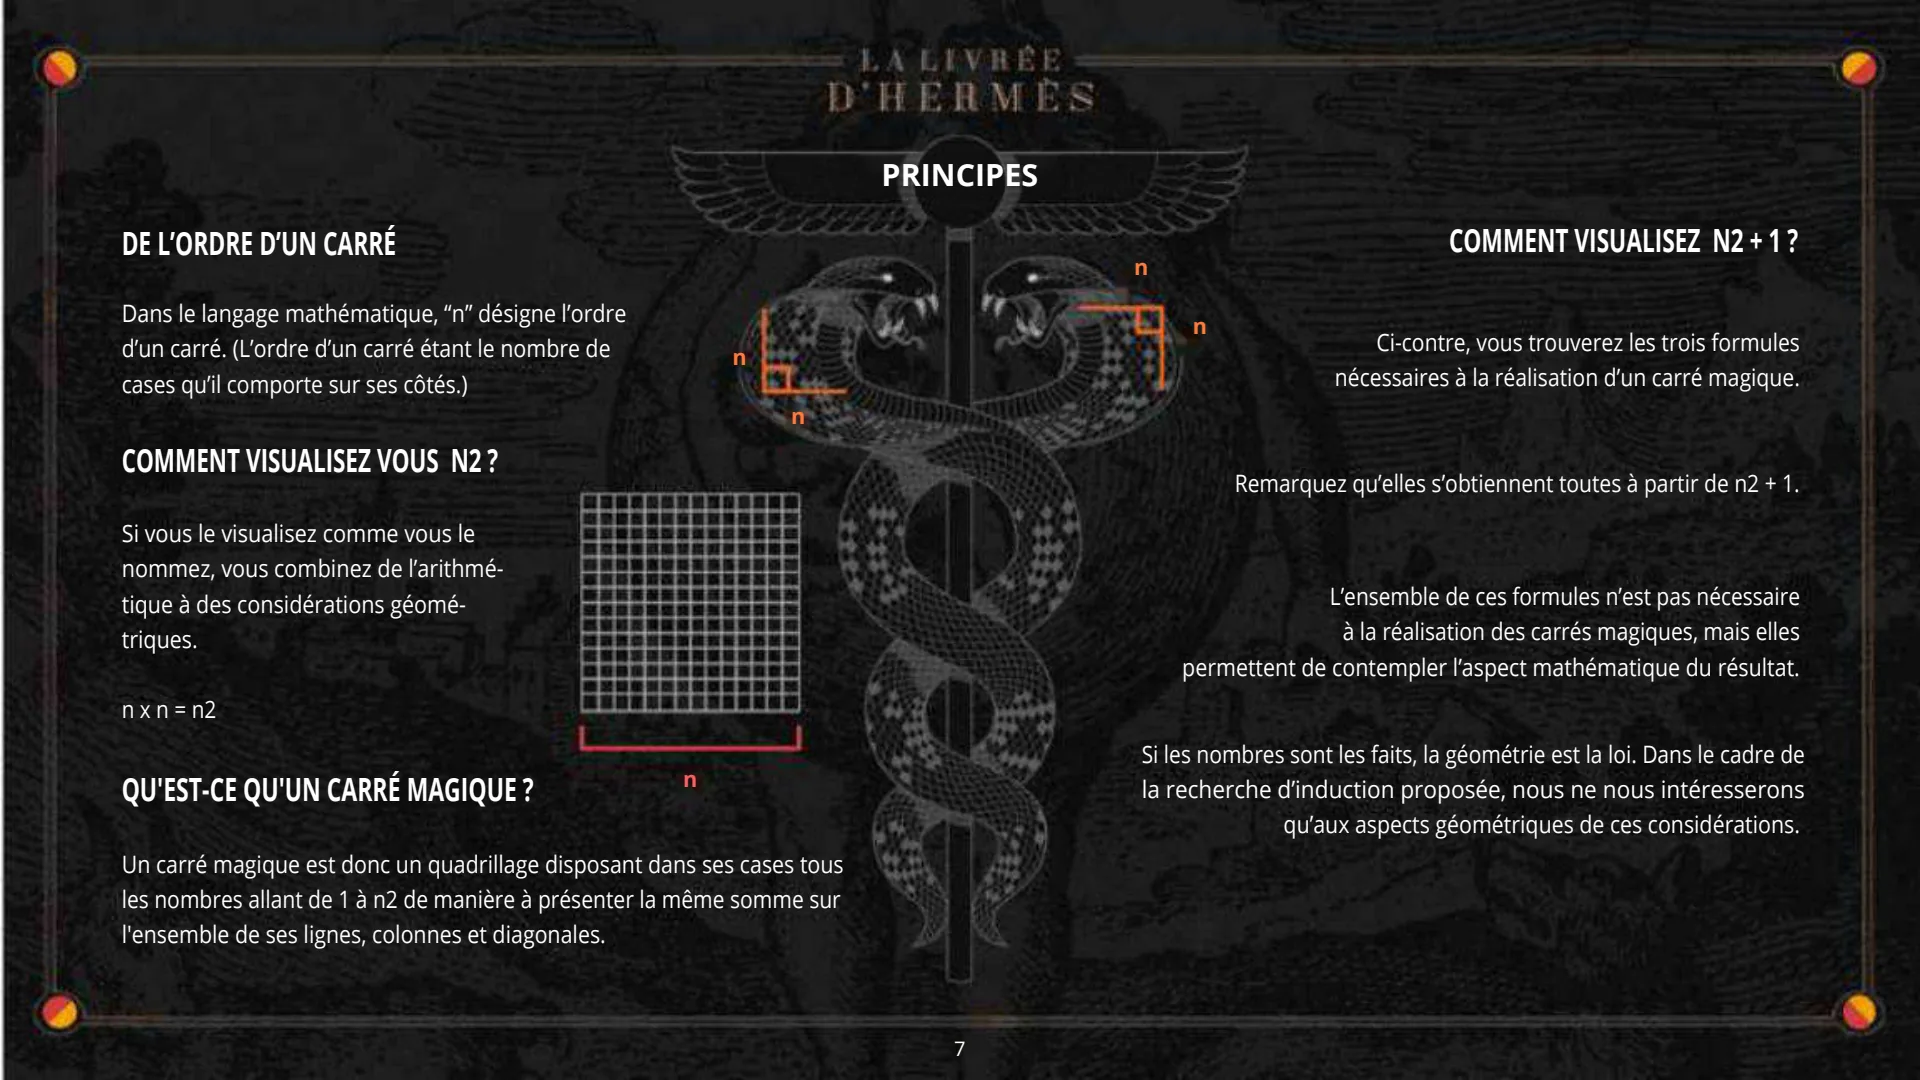 LA LIVRÉE
D'HERMÈS
PRINCIPES
DE L’ORDRE D’UN CARRÉ
Dans le langage mathématique, “n” désigne l’ordre
d’un carré. (L’ordre d’un carré étant le nombre de
cases qu’il comporte sur ses côtés.)
COMMENT VISUALISEZ VOUS N2 ?
Si vous le visualisez comme vous le
nommez, vous combinez de l’arithmé-
tique à des considérations géomé-
triques.
n x n = n2
QU'EST-CE QU'UN CARRÉ MAGIQUE ?
Un carré magique est donc un quadrillage disposant dans ses cases tous
les nombres allant de 1 à n2 de manière à présenter la même somme sur
l'ensemble de ses lignes, colonnes et diagonales.
n
n
n
n
n
COMMENT VISUALISEZ N2 + 1 ?
Ci-contre, vous trouverez les trois formules
nécessaires à la réalisation d’un carré magique.
Remarquez qu’elles s’obtiennent toutes à partir de n2 + 1.
L’ensemble de ces formules n’est pas nécessaire
à la réalisation des carrés magiques, mais elles
permettent de contempler l’aspect mathématique du résultat.
Si les nombres sont les faits, la géométrie est la loi. Dans le cadre de
la recherche d’induction proposée, nous ne nous intéresserons
qu’aux aspects géométriques de ces considérations.
7